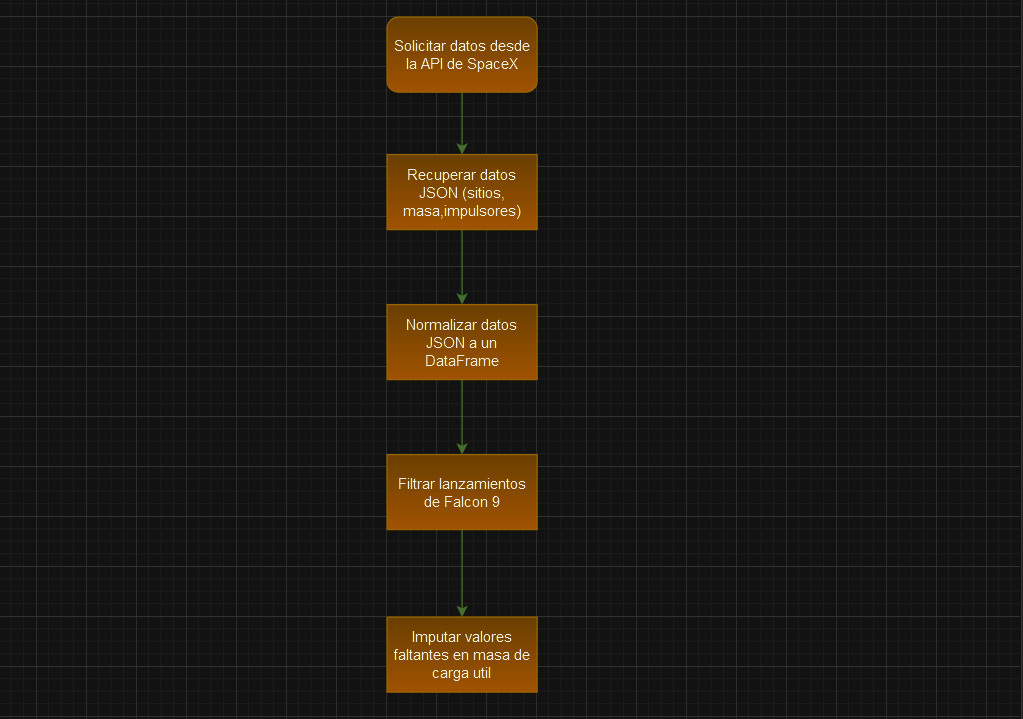 Solicitar datos desde
la API de SpaceX
Recuperar datos
JSON (sitios,
masa,impulsores)
Normalizar datos
JSON a un
DataFrame
Filtrar lanzamientos
de Falcon 9
Imputar valores
faltantes en masa de
carga util